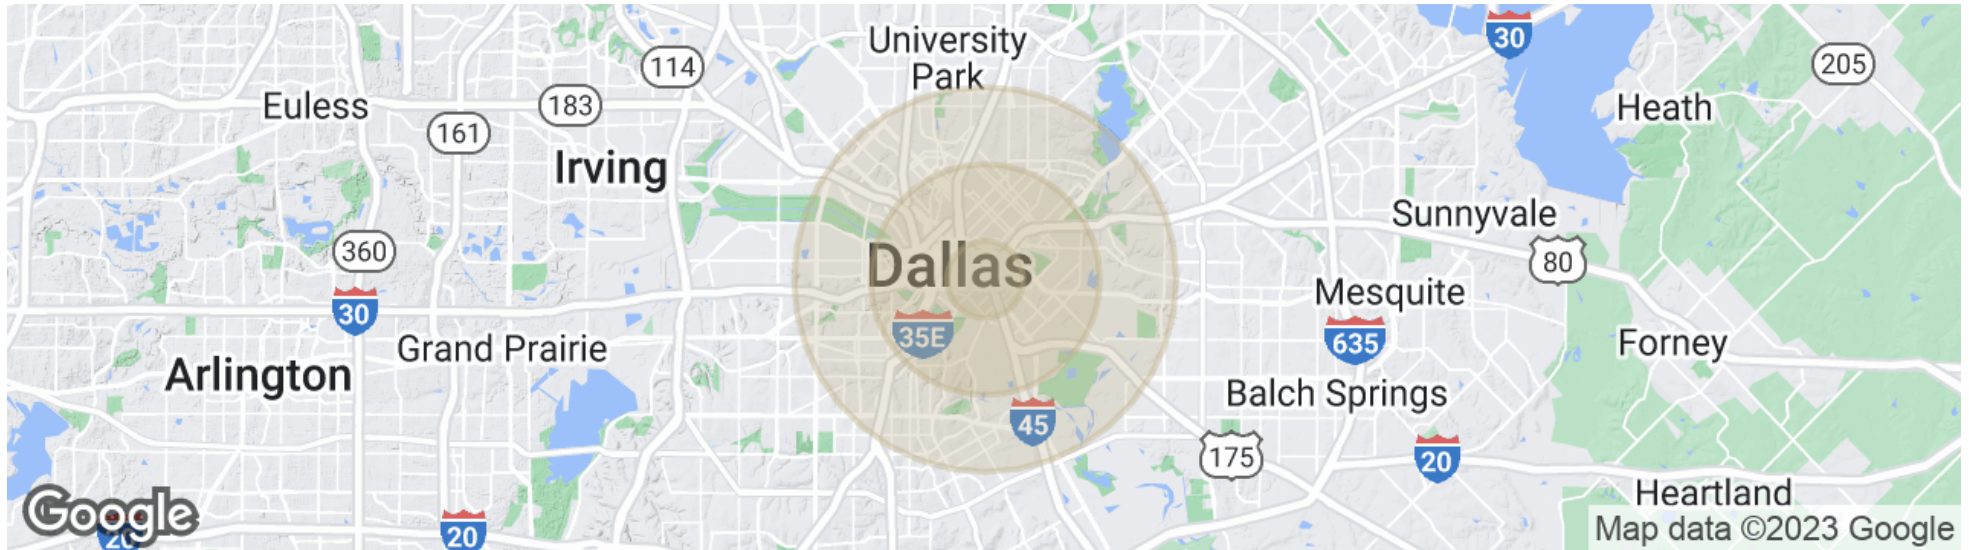 University
Park
30
205
114
Euless
183
Heath
161
Irving
Sunnyvale
360
80
Dallas
30
Mesquite
35E
635
Grand Prairie
Forney
Arlington
Balch Springs
45
175
20
Heartland
Google
20
20
Map data ©2023 Google